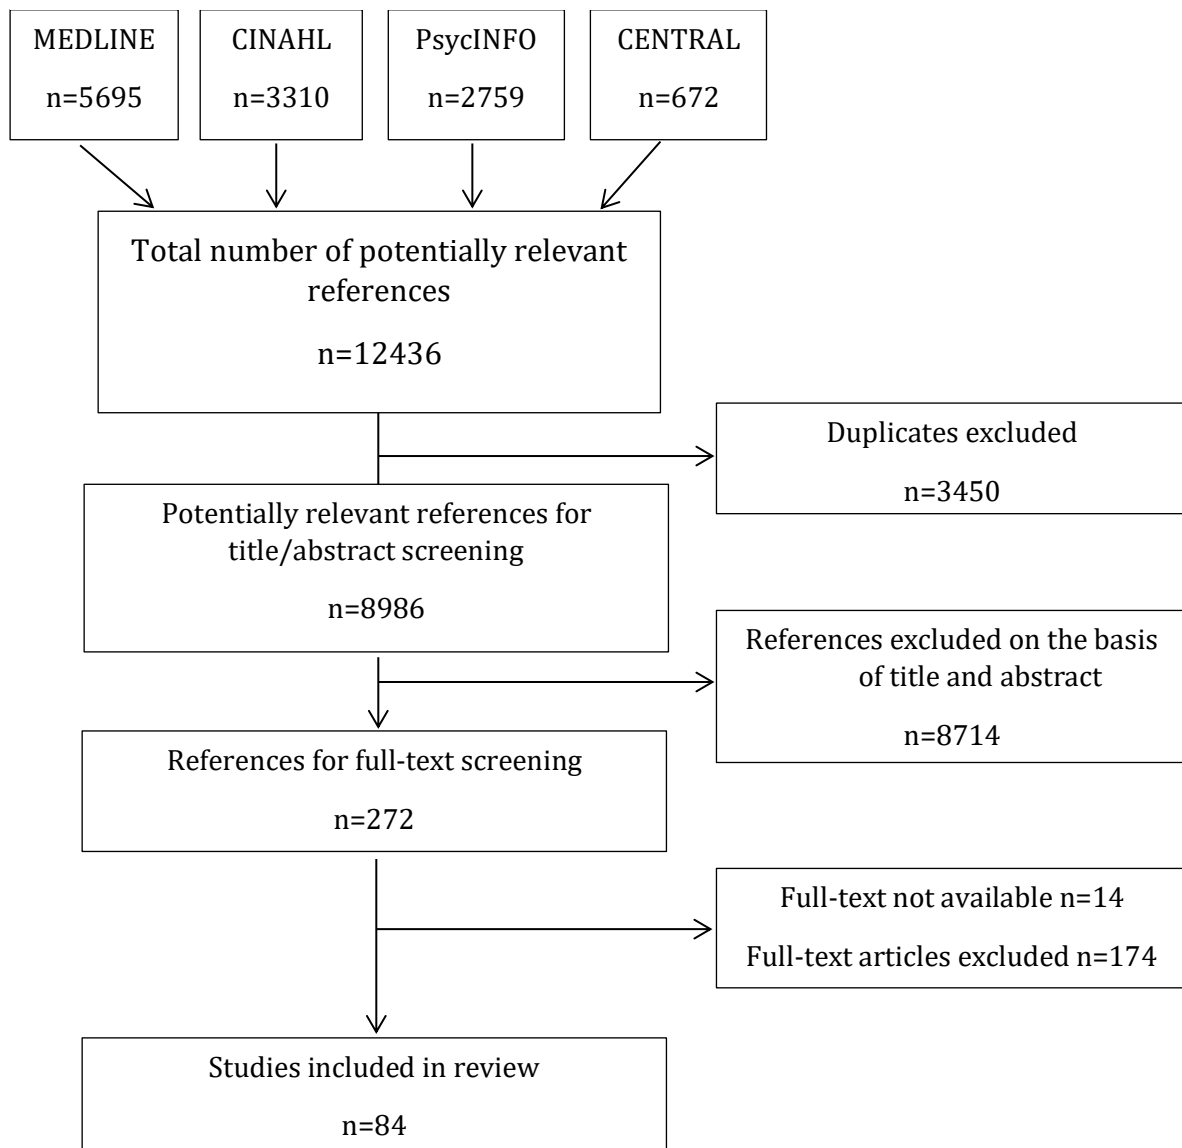 MEDLINE
n=5695
CINAHL
n=3310
PsycINFO
n=2759
CENTRAL
n=672
Total number of potentially relevant
references
n=12436
Duplicates excluded
n=3450
Potentially relevant references for
title/abstract screening
n=8986
References excluded on the basis
of title and abstract
n=8714
References for full-text screening
n=272
Full-text not available n=14
Full-text articles excluded n=174
Studies included in review
n=84